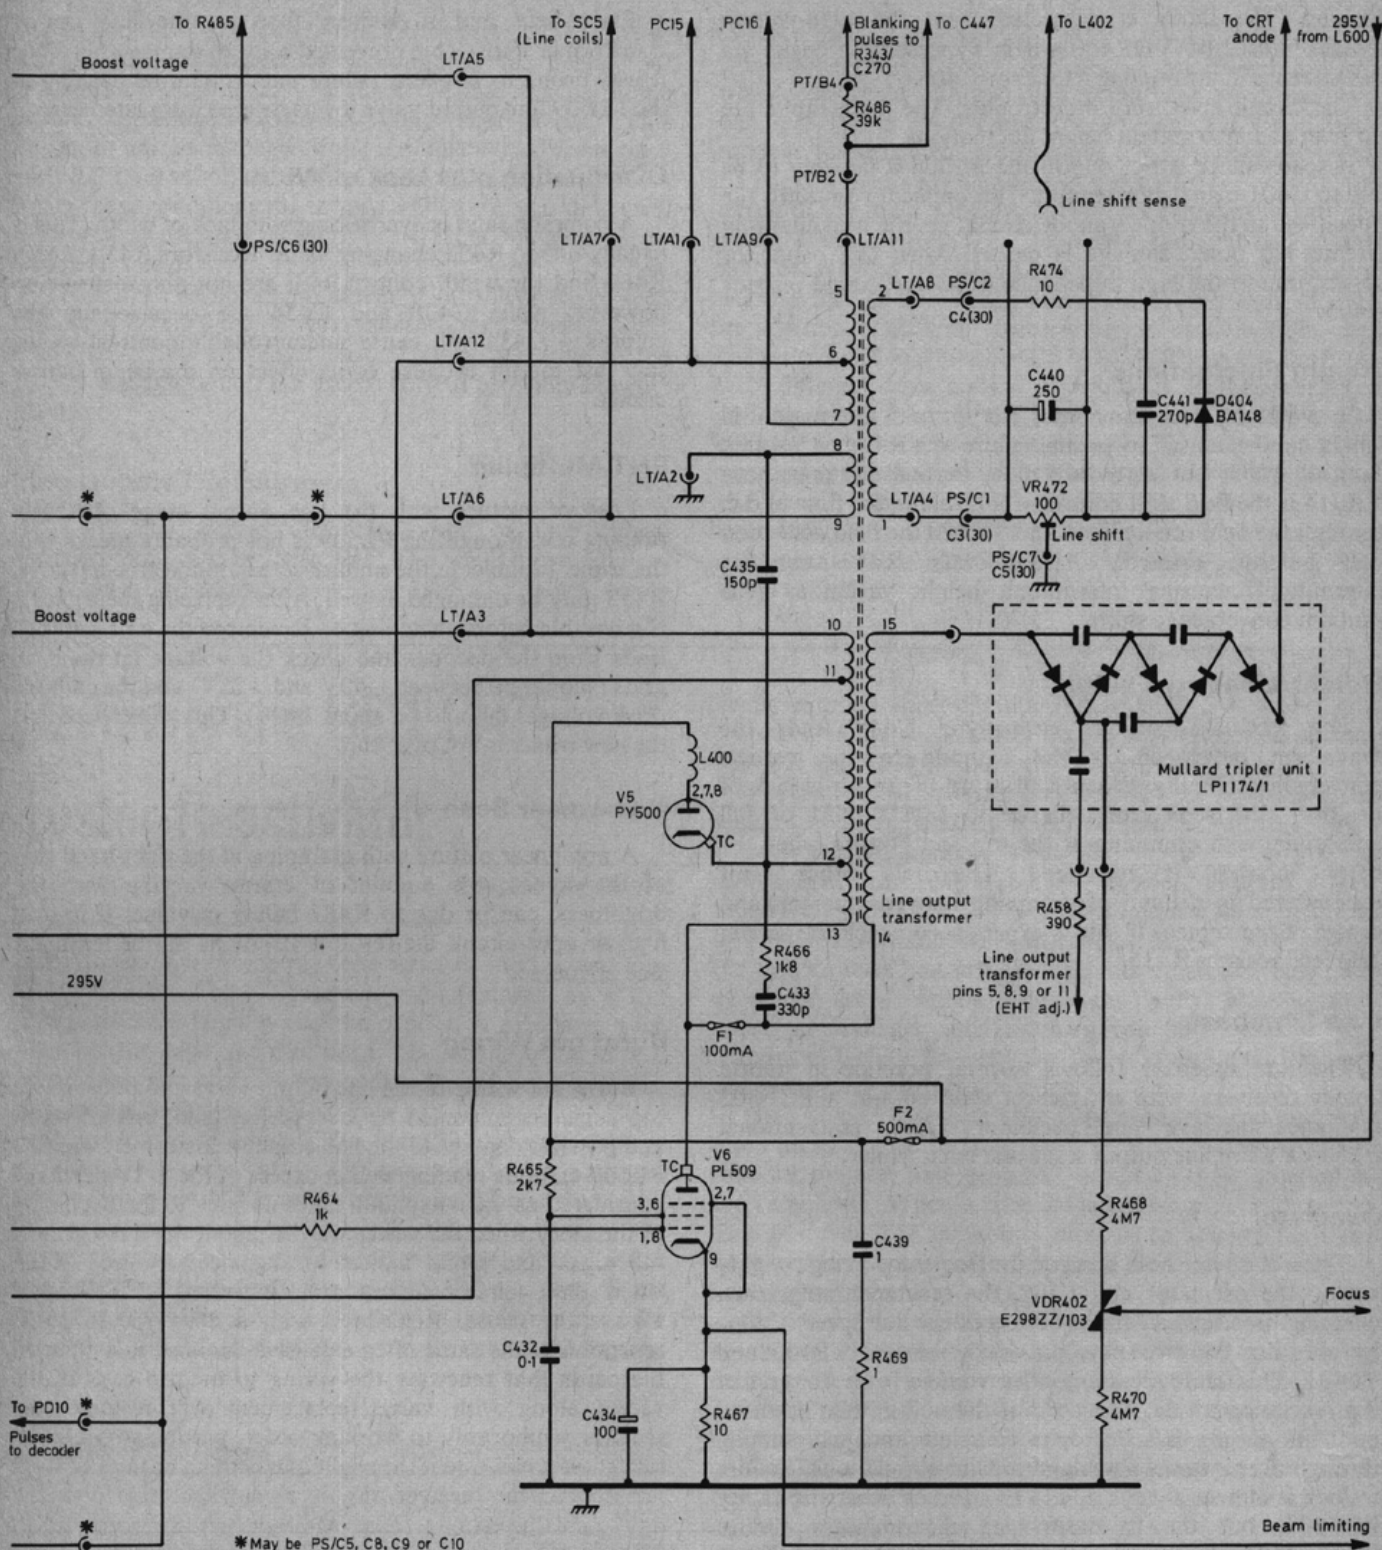 To R485
To SC5
(Line coils)
PC15
PC16
Blanking
pulses to
R343/
C270
To C447
To L402
To CRT
anode
295V
from L600
Boost voltage
LT/A5
PT/B4
R486
39k
PT/B2
Line shift sense
PS/C6(30)
LT/A7
LT/A1
LT/A9
LT/A11
5
2
LT/A8
PS/C2
C4(30)
R474
10
LT/A12
6
C440
250
C441
270p
D404
BA148
7
8
LT/A2
*
*
LT/A6
9
1
LT/A4
PS/C1
C3(30)
VR472
100
Line shift
PS/C7
C5(30)
C435
150p
Boost voltage
LT/A3
10
15
11
L400
V5
PY500
2,7,8
TC
12
Mullard tripler unit
LP1174/1
Line output
transformer
13
14
R458
390
R466
1k8
C433
330p
Line output
transformer
pins 5,8,9 or 11
(EHT adj.)
295V
F1
100mA
F2
500mA
R465
2k7
TC
V6
PL509
2,7
3,6
1,8
9
R464
1k
R468
4M7
C439
1
VDR402
E298ZZ/103
Focus
C432
0·1
R469
1
To PD10
*
Pulses
to decoder
C434
100
R467
10
R470
4M7
*
*May be PS/C5, C8, C9 or C10
Beam limiting